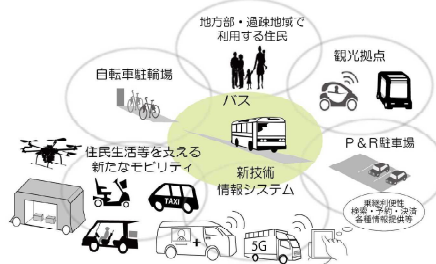 地方部・過疎地域で
利用する住民
観光拠点
自転車駐輪場
バス
P&R駐車場
住民生活等を支える
新たなモビリティ
新技術
情報システム
TAXI
乗継利便性
検索・予約・決済
各種情報提供等
5G